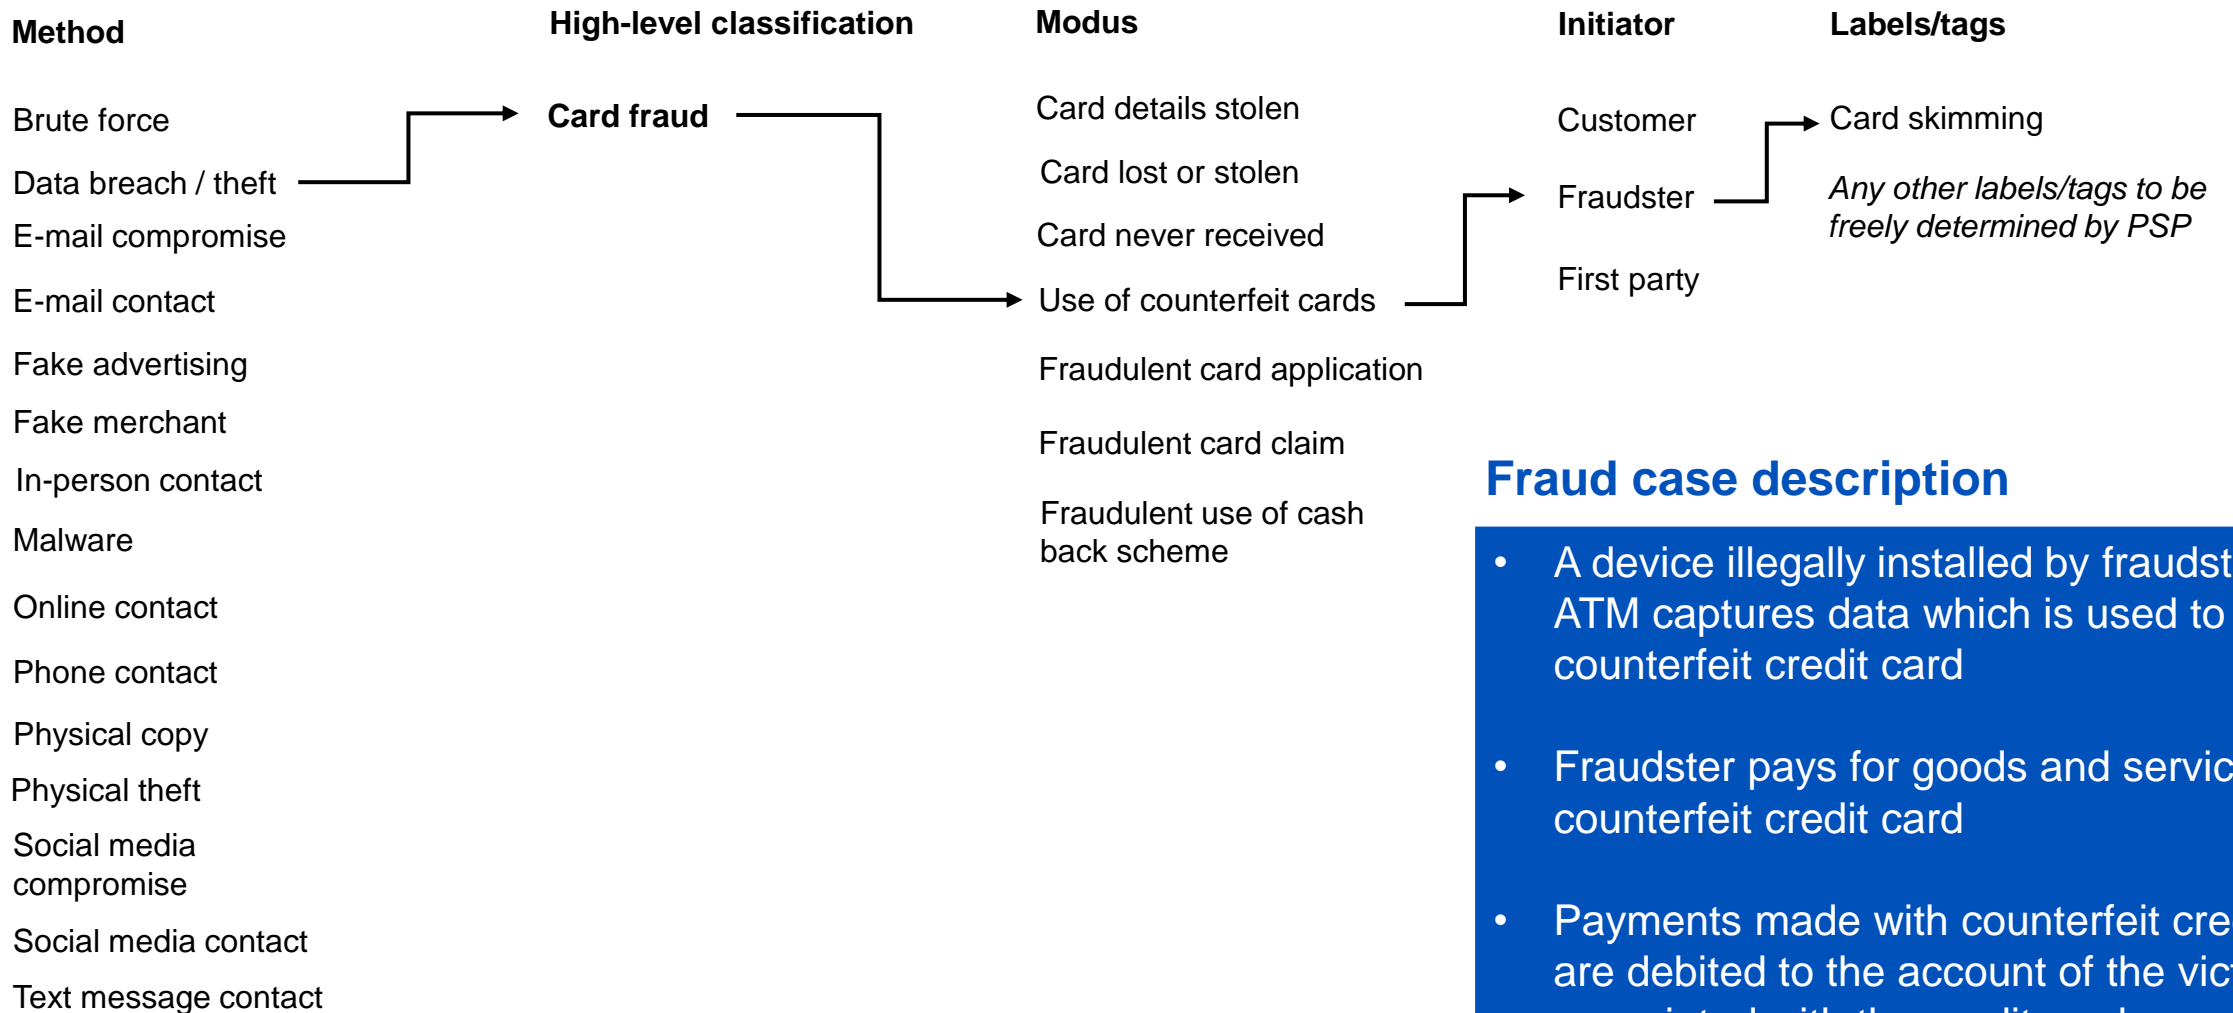 Method
Brute force
Data breach / theft
E-mail compromise
E-mail contact
Fake advertising
Fake merchant
In-person contact
Malware
Online contact
Phone contact
Physical copy
Physical theft
Social media
compromise
Social media contact
Text message contact
High-level classification
Card fraud
Modus
Card details stolen
Card lost or stolen
Card never received
Use of counterfeit cards
Fraudulent card application
Fraudulent card claim
Fraudulent use of cash
back scheme
Initiator
Customer
Fraudster
First party
Labels/tags
Card skimming
Any other labels/tags to be
freely determined by PSP
Fraud case description
• A device illegally installed by
ATM captures data which is used to
counterfeit credit card
• Fraudster pays for goods and
counterfeit credit card
• Payments made with counterfeit
are debited to the account of the